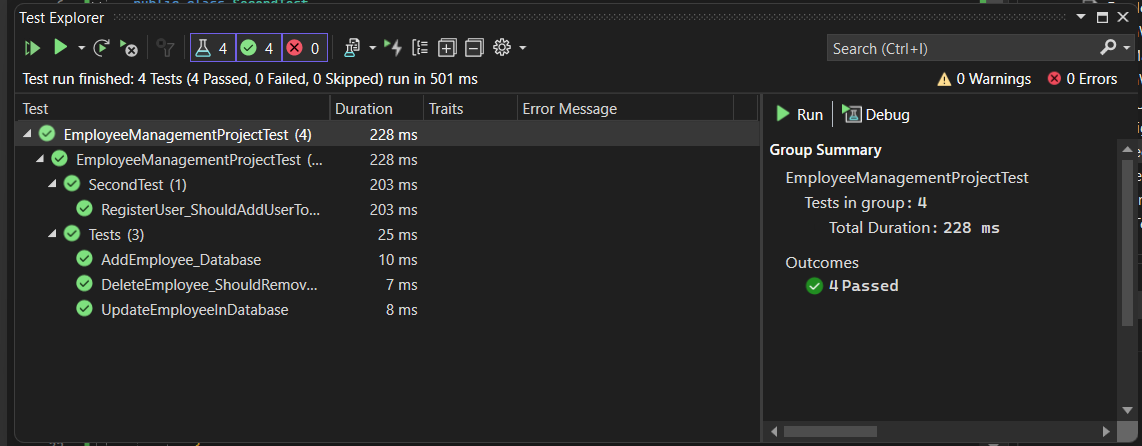 public class SecondTest
Test Explorer
4 4 0
Search (Ctrl+I)
Test run finished: 4 Tests (4 Passed, 0 Failed, 0 Skipped) run in 501 ms
0 Warnings 0 Errors
Test Duration Traits Error Message
EmployeeManagementProjectTest (4) 228 ms
EmployeeManagementProjectTest (... 228 ms
SecondTest (1) 203 ms
RegisterUser_ShouldAddUserTo... 203 ms
Tests (3) 25 ms
AddEmployee_Database 10 ms
DeleteEmployee_ShouldRemov... 7 ms
UpdateEmployeeInDatabase 8 ms
Run Debug
Group Summary
EmployeeManagementProjectTest
Tests in group: 4
Total Duration: 228 ms
Outcomes
4 Passed